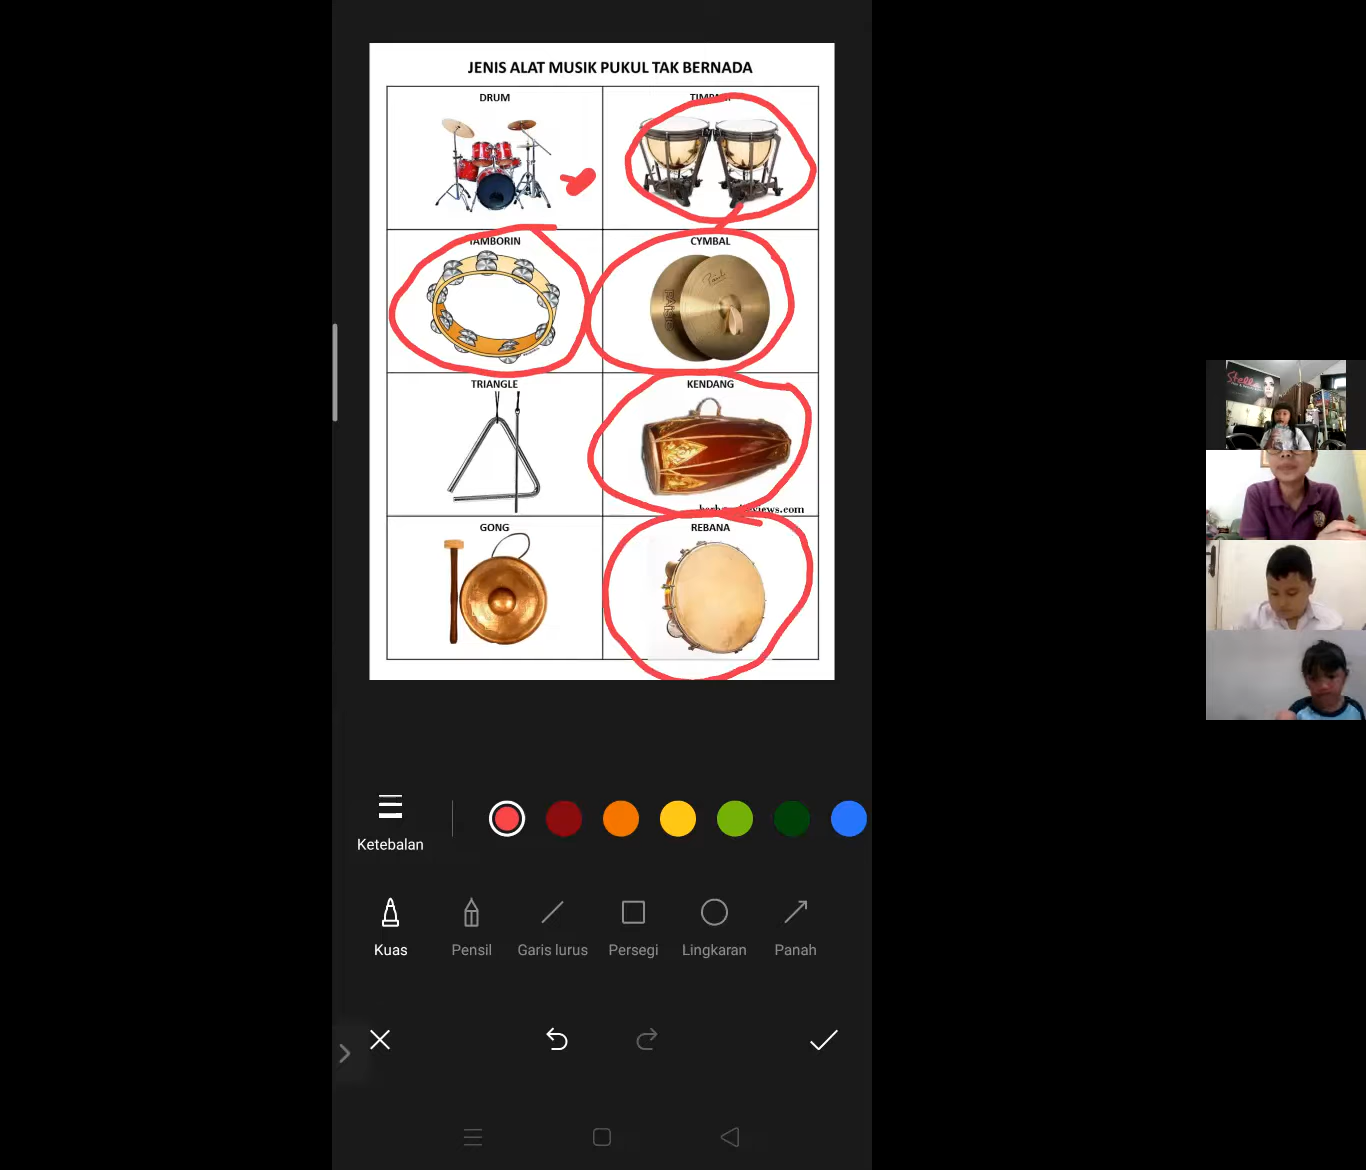 JENIS ALAT MUSIK PUKUL TAK BERNADA
DRUM
TAMBORIN
CYMBAL
TRIANGLE
KENDANG
GONG
REBANA
Ketebalan
Kuas
Pensil
Garis lurus
Persegi
Lingkaran
Panah